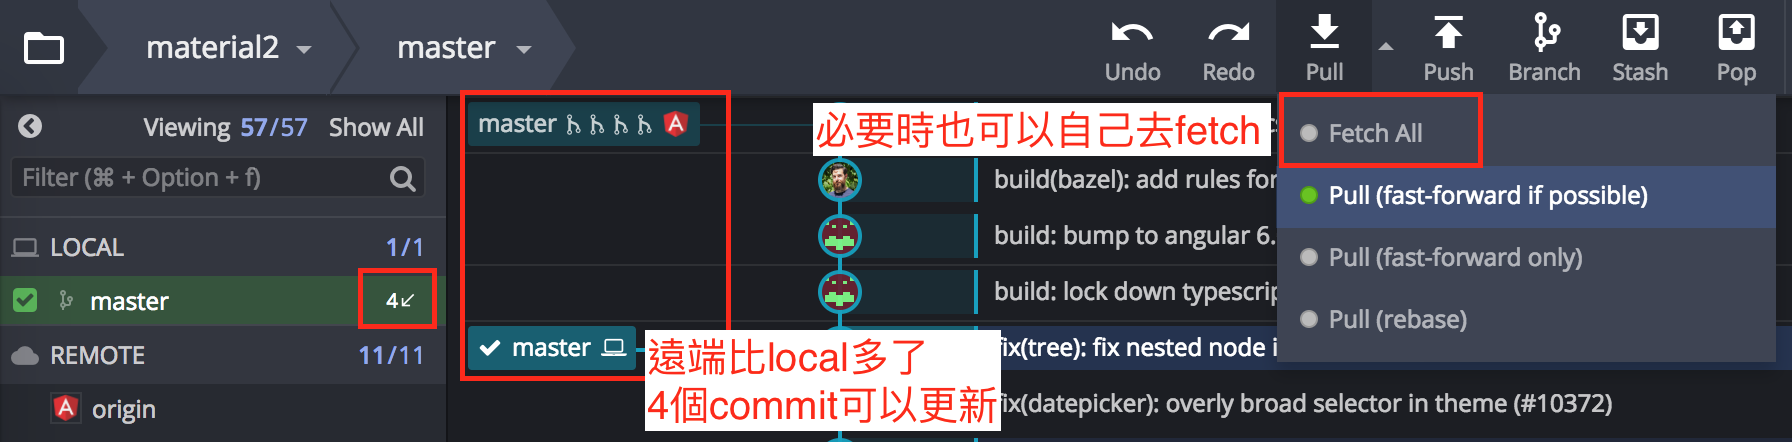 material2
master
Undo
Redo
Pull
Push
Branch
Stash
Pop
Viewing 57/57 Show All
Filter (⌘ + Option + f)
LOCAL 1/1
master 4↙
REMOTE 11/11
origin
master
必要時也可以自己去fetch
build(bazel): add rules for
build: bump to angular 6.
build: lock down typescrip
master
遠端比local多了
4個commit可以更新
fix(tree): fix nested node i
fix(datepicker): overly broad selector in theme (#10372)
Fetch All
Pull (fast-forward if possible)
Pull (fast-forward only)
Pull (rebase)